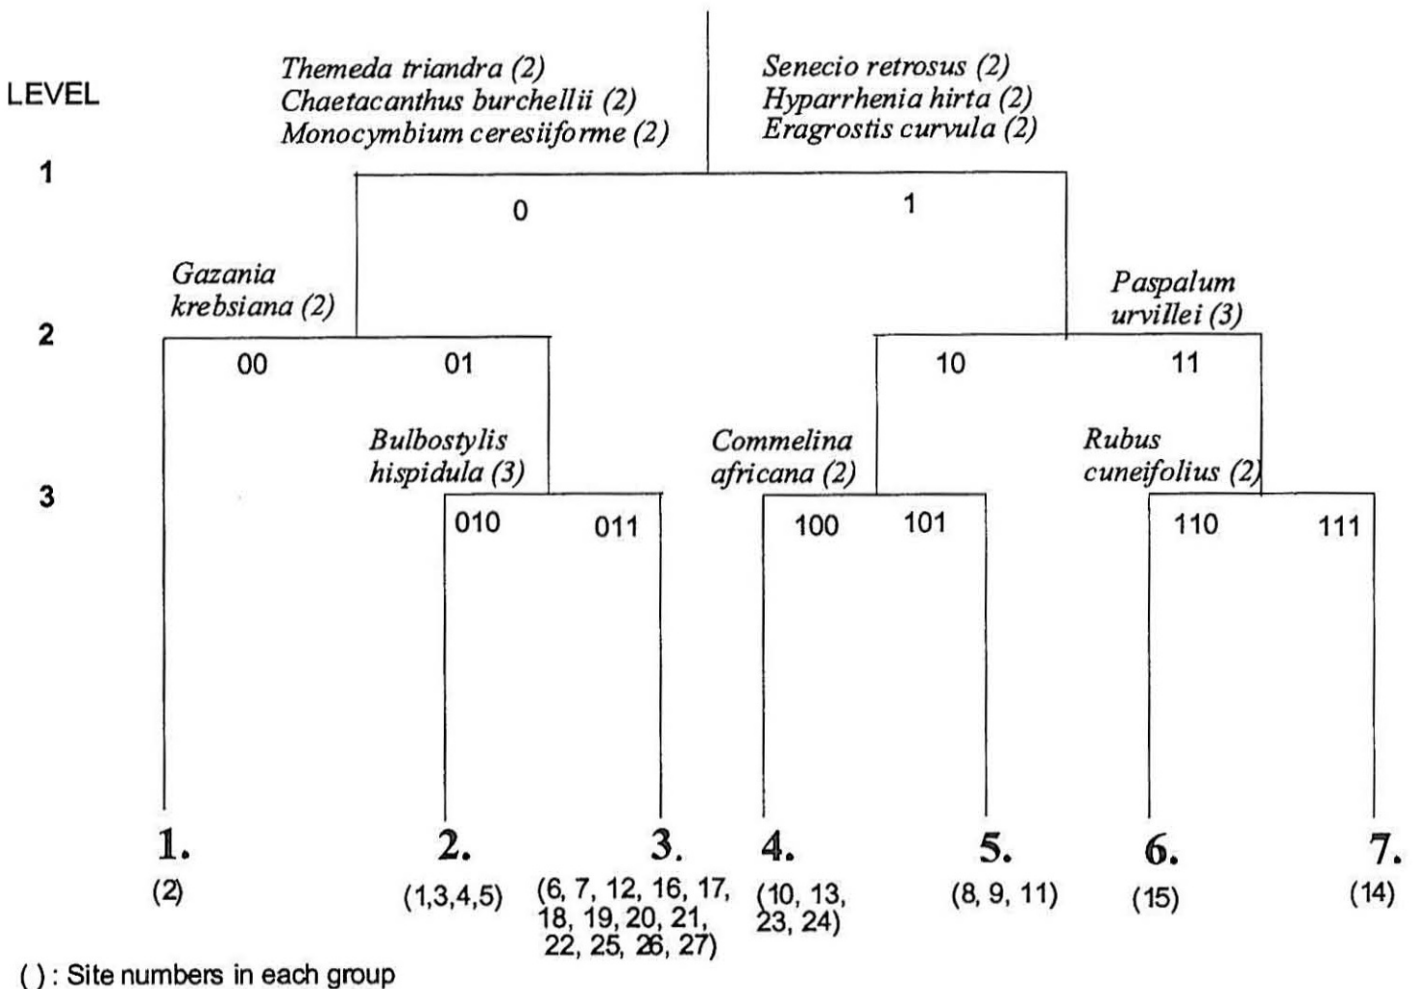 LEVEL
Themeda triandra (2)
Chaetacanthus burchellii (2)
Monocymbium ceresiiforme (2)
Senecio retrosus (2)
Hyparrhenia hirta (2)
Eragrostis curvula (2)
1
0
1
Gazania
krebsiana (2)
Paspalum
urvillei (3)
2
00
01
10
11
Bulbostylis
hispidula (3)
Commelina
africana (2)
Rubus
cuneifolius (2)
3
010
011
100
101
110
111
1.
2.
3.
4.
5.
6.
7.
(2)
(1,3,4,5)
(6, 7, 12, 16, 17,
18, 19, 20, 21,
22, 25, 26, 27)
(10, 13,
23, 24)
(8, 9, 11)
(15)
(14)
( ) : Site numbers in each group